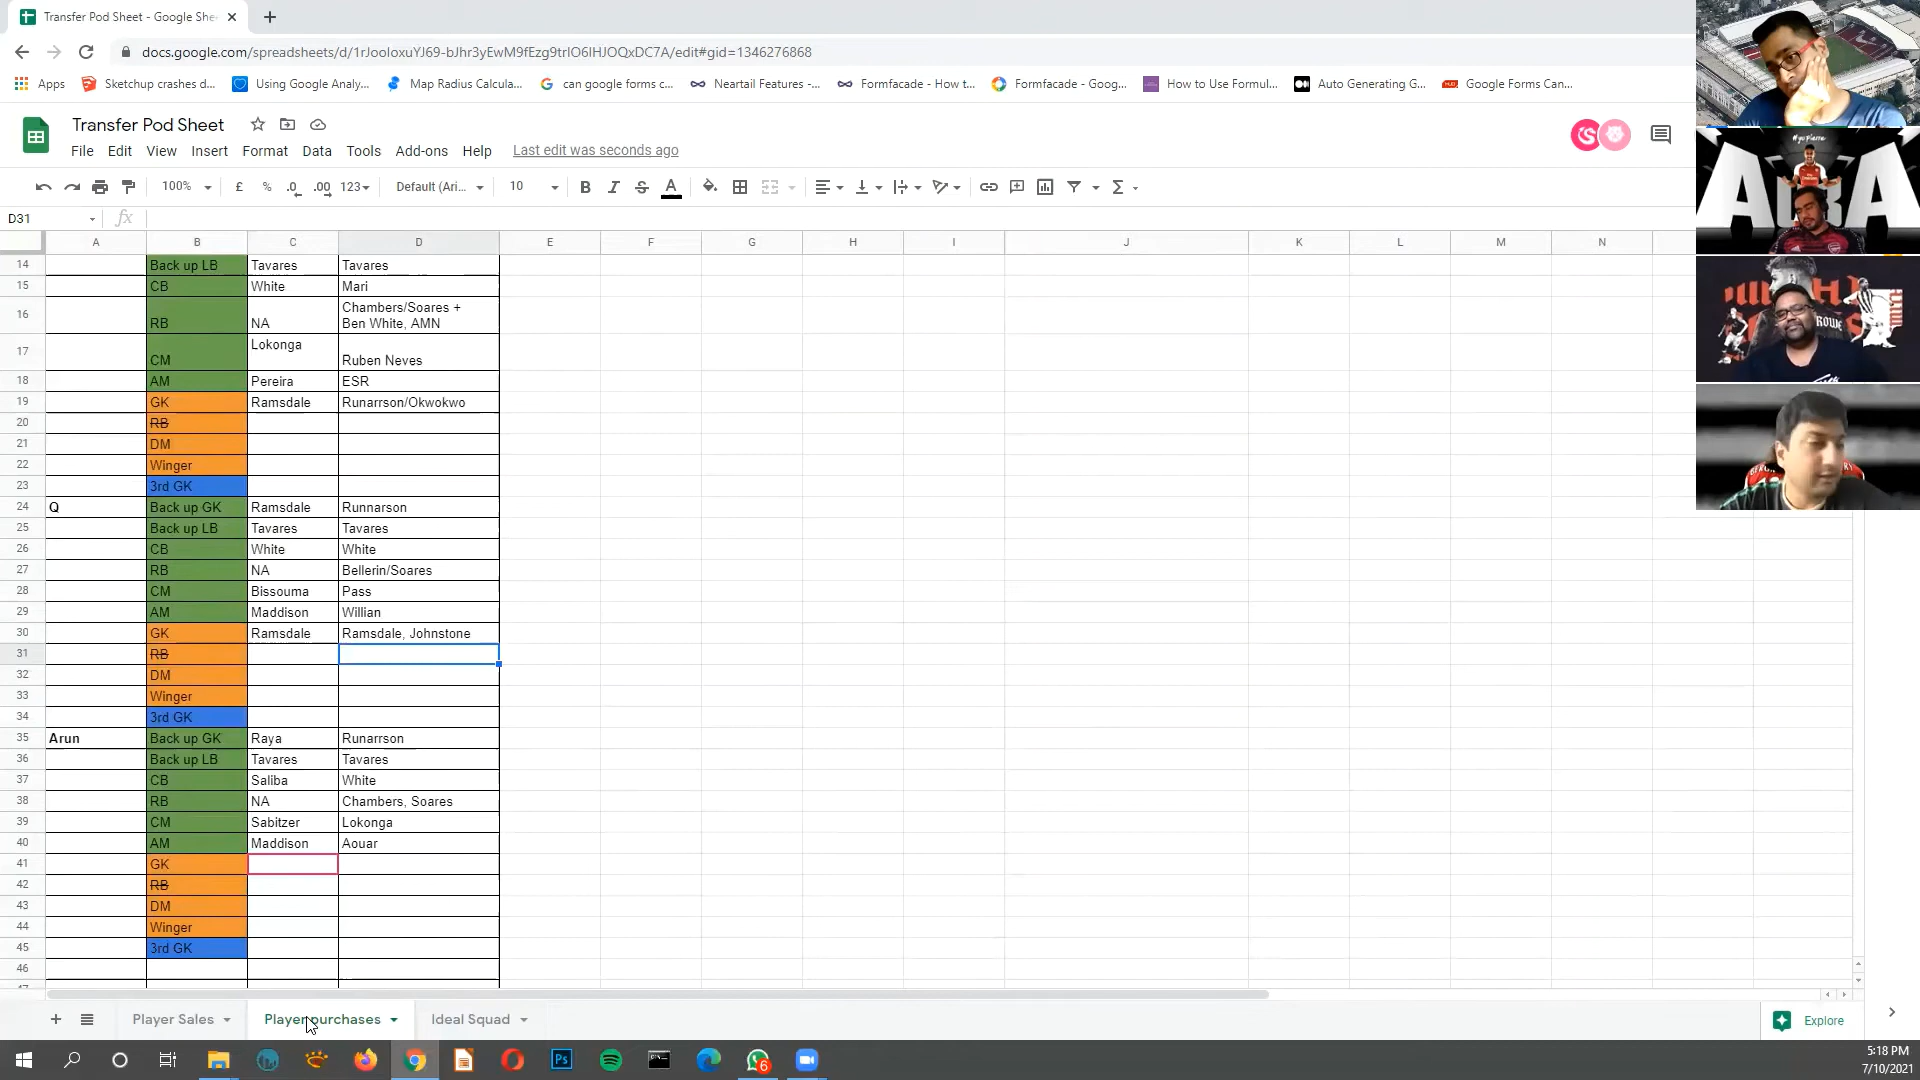 Transfer Pod Sheet - Google She
docs.google.com/spreadsheets/d/1rJooloxuYJ69-bJhr3yEwM9fEzg9trIO6IHJOQxDC7A/edit#gid=1346276868
Apps Sketchup crashes d... Using Google Analy... Map Radius Calcula... can google forms c... Neartail Features -... Formfacade - How t... Formfacade - Goog... How to Use Formul... Auto Generating G... Google Forms Can...
Transfer Pod Sheet
File Edit View Insert Format Data Tools Add-ons Help Last edit was seconds ago
100% £ % .0 .00 123 Default (Ari... 10 B I S A
D31 fx
A B C D E F G H I J K L M N
14 Back up LB Tavares Tavares
15 CB White Mari
16 RB NA Chambers/Soares +
Ben White, AMN
17 CM Lokonga Ruben Neves
18 AM Pereira ESR
19 GK Ramsdale Runarrson/Okwokwo
20 RB
21 DM
22 Winger
23 3rd GK
24 Q Back up GK Ramsdale Runnarson
25 Back up LB Tavares Tavares
26 CB White White
27 RB NA Bellerin/Soares
28 CM Bissouma Pass
29 AM Maddison Willian
30 GK Ramsdale Ramsdale, Johnstone
31 RB
32 DM
33 Winger
34 3rd GK
35 Arun Back up GK Raya Runarrson
36 Back up LB Tavares Tavares
37 CB Saliba White
38 RB NA Chambers, Soares
39 CM Sabitzer Lokonga
40 AM Maddison Aouar
41 GK
42 RB
43 DM
44 Winger
45 3rd GK
46
47
Player Sales Player purchases Ideal Squad Explore
Ps 6
5:18 PM
7/10/2021
AUBA
ROWE